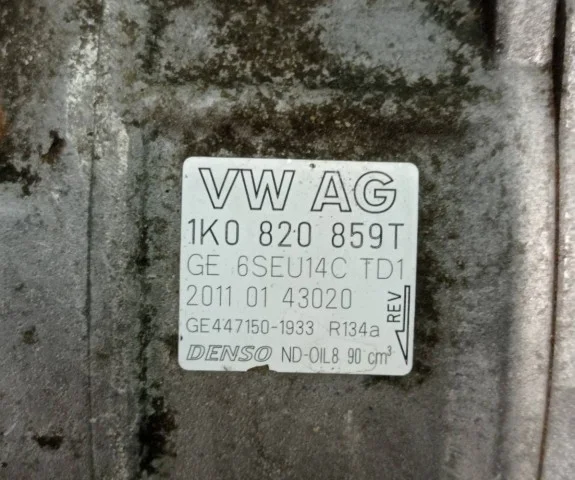 VW AG
1K0 820 859T
GE 6SEU14C TD1
2011 01 43020
GE447150-1933 R134a
DENSO ND-OIL8 90 cm³
REV